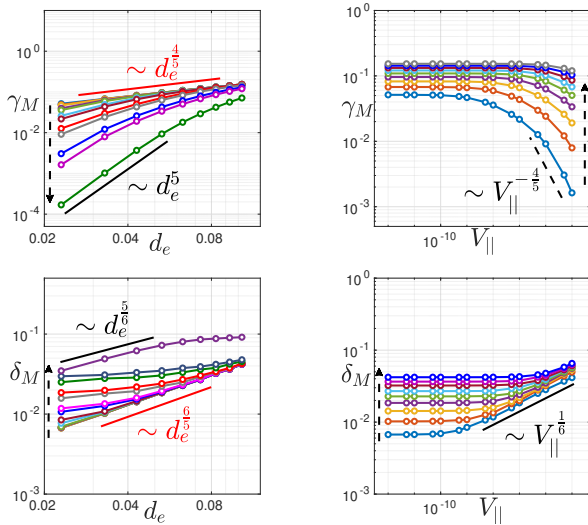 10^0
~ d_e^{4/5}
γ_M
10^{-2}
~ d_e^5
10^{-4}
0.02 0.04 0.08
d_e
10^0
10^{-1}
γ_M
10^{-2}
~ V_{||}^{-4/5}
10^{-3}
10^{-10}
V_{||}
10^0
~ d_e^{5/6}
10^{-1}
δ_M
10^{-2}
~ d_e^{6/5}
10^{-3}
0.02 0.04 0.08
d_e
10^0
10^{-1}
δ_M
10^{-2}
~ V_{||}^{1/6}
10^{-3}
10^{-10}
V_{||}